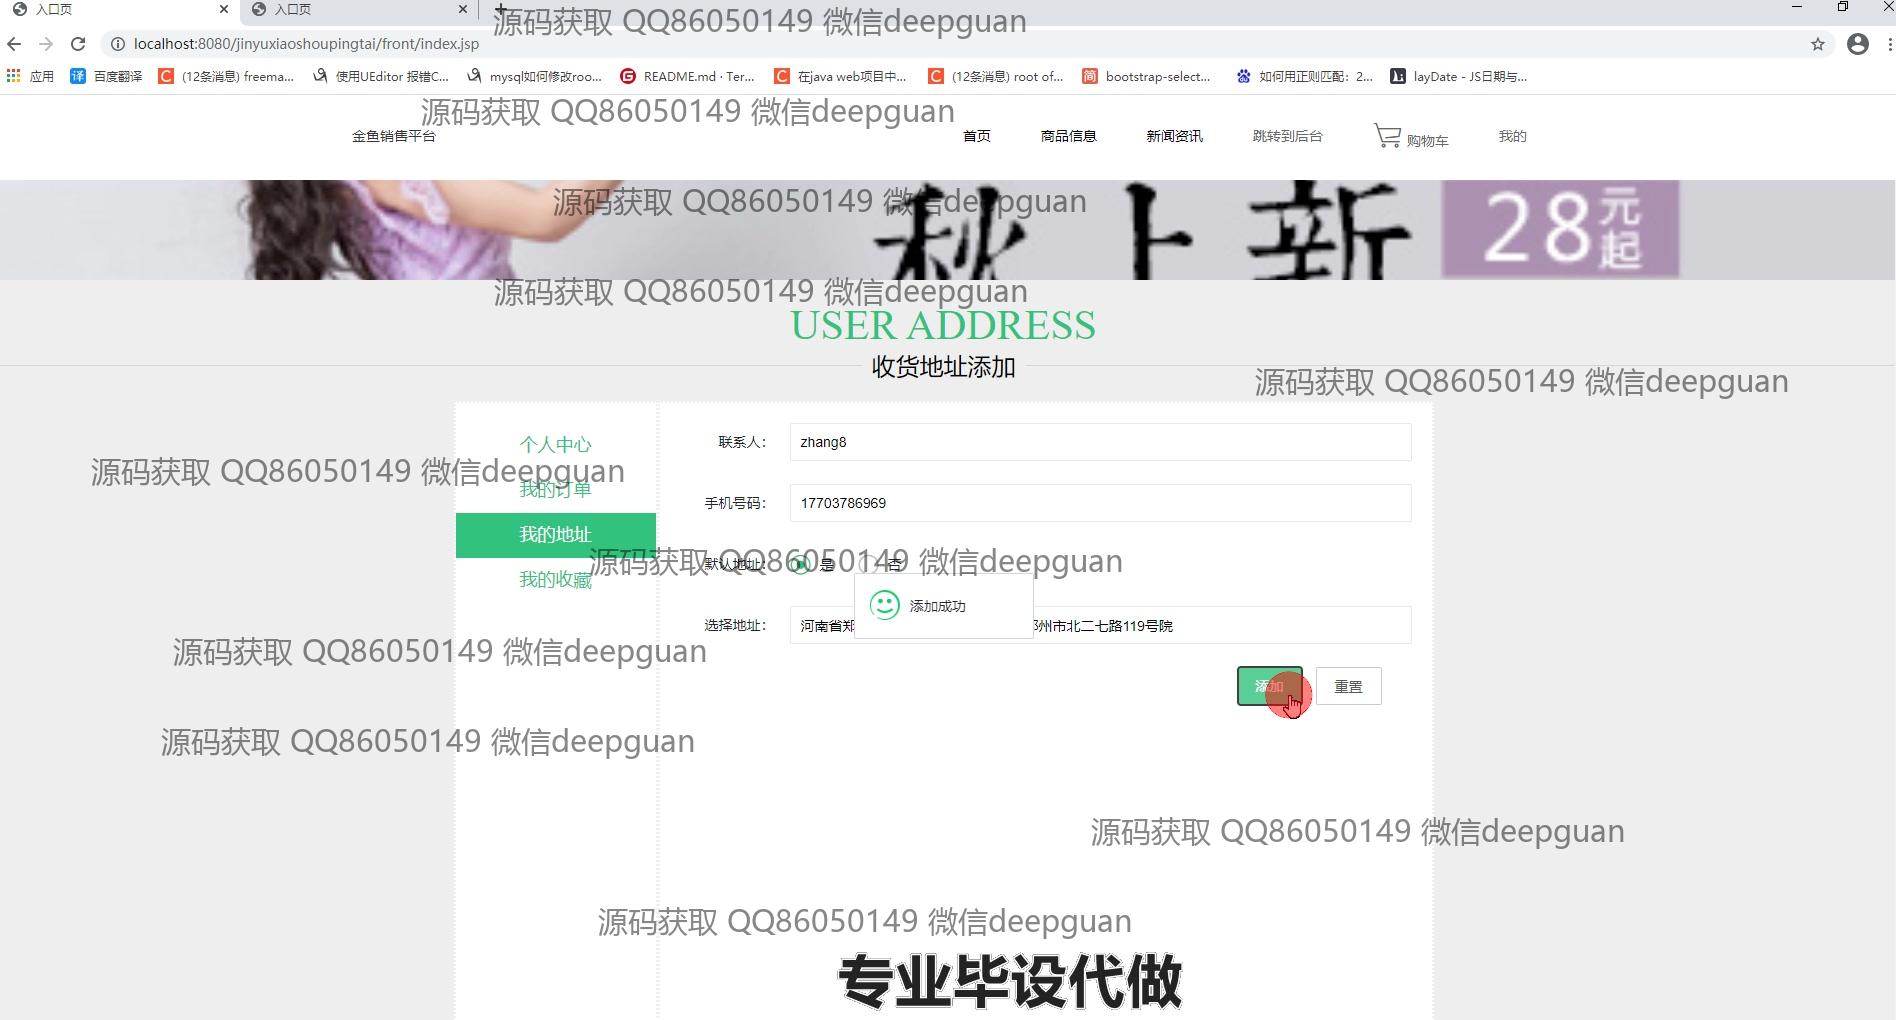 入口页
入口页
源码获取 QQ86050149 微信deepguan
localhost:8080/jinyuxiaoshoupingtai/front/index.jsp
应用
百度翻译
(12条消息) freema...
使用UEditor 报错C...
mysql如何修改roo...
README.md · Ter...
在java web项目中...
(12条消息) root of...
bootstrap-select...
如何用正则匹配：2...
layDate - JS日期与...
源码获取 QQ86050149 微信deepguan
金鱼销售平台
首页
商品信息
新闻资讯
跳转到后台
购物车
我的
源码获取 QQ86050149 微信deepguan
秋上新
28元起
源码获取 QQ86050149 微信deepguan
USER ADDRESS
收货地址添加
源码获取 QQ86050149 微信deepguan
个人中心
联系人：
zhang8
源码获取 QQ86050149 微信deepguan
我的订单
手机号码：
17703786969
我的地址
源码获取 QQ86050149 微信deepguan
默认地址：
是
否
我的收藏
添加成功
选择地址：
河南省郑
州市北二七路119号院
源码获取 QQ86050149 微信deepguan
添加
重置
源码获取 QQ86050149 微信deepguan
源码获取 QQ86050149 微信deepguan
源码获取 QQ86050149 微信deepguan
专业毕设代做